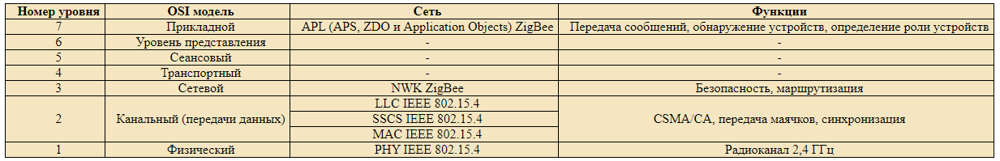 Номер уровня OSI модель Сеть Функции
7 Прикладной APL (APS, ZDO и Application Objects) ZigBee Передача сообщений, обнаружение устройств, определение роли устройств
6 Уровень представления - -
5 Сеансовый - -
4 Транспортный - -
3 Сетевой NWK ZigBee Безопасность, маршрутизация
LLC IEEE 802.15.4
2 Канальный (передачи данных) SSCS IEEE 802.15.4 CSMA/CA, передача маячков, синхронизация
MAC IEEE 802.15.4
1 Физический PHY IEEE 802.15.4 Радиоканал 2,4 ГГц